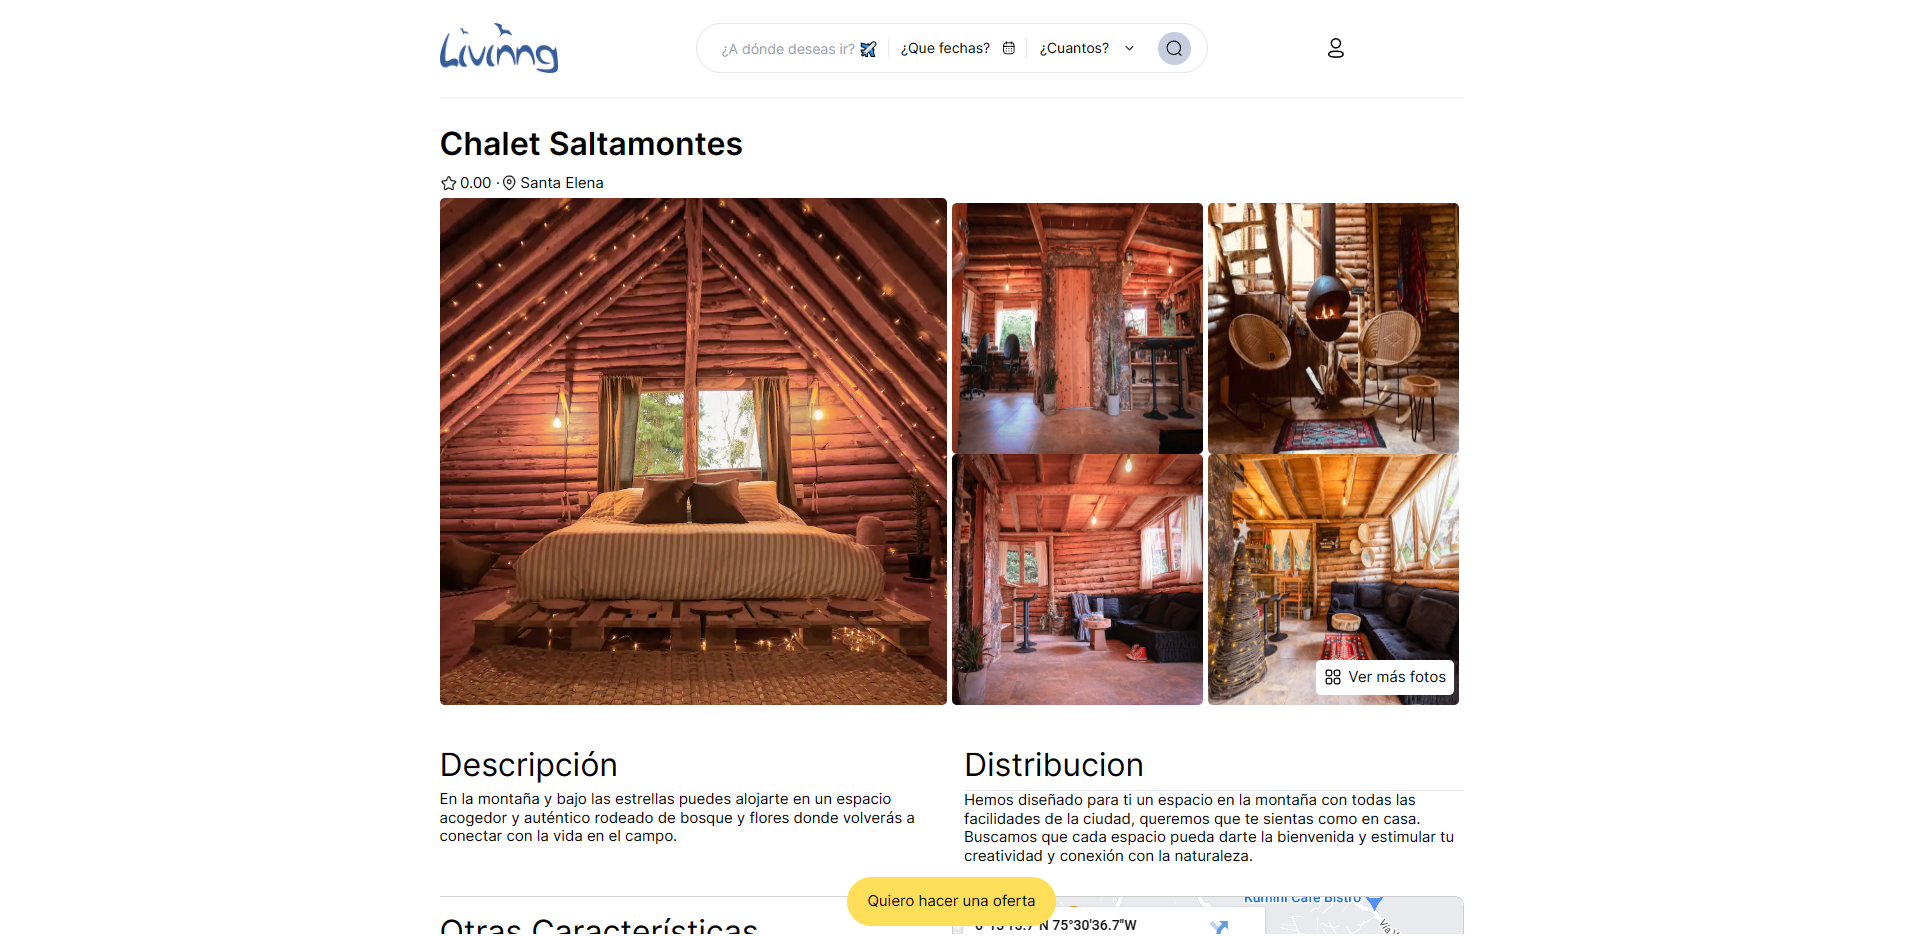 Livinng
¿A dónde deseas ir?
¿Que fechas?
¿Cuantos?
Chalet Saltamontes
0.00 · Santa Elena
Ver más fotos
Descripción
En la montaña y bajo las estrellas puedes alojarte en un espacio
acogedor y auténtico rodeado de bosque y flores donde volverás a
conectar con la vida en el campo.
Distribucion
Hemos diseñado para ti un espacio en la montaña con todas las
facilidades de la ciudad, queremos que te sientas como en casa.
Buscamos que cada espacio pueda darte la bienvenida y estimular tu
creatividad y conexión con la naturaleza.
Quiero hacer una oferta
Otras Características
Kumini Café Bistro
75°30'36.7"W